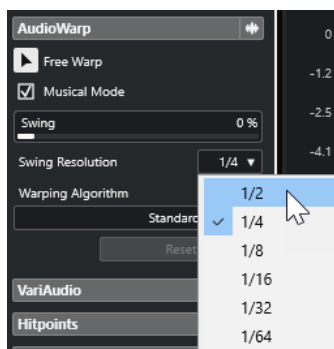 AudioWarp
0
Free Warp
-1.2
Musical Mode
-2.5
Swing 0 %
-4.1
Swing Resolution 1/4
Warping Algorithm
1/2
Standard
1/4
Reset
1/8
1/16
VariAudio
1/32
Hitpoints
1/64